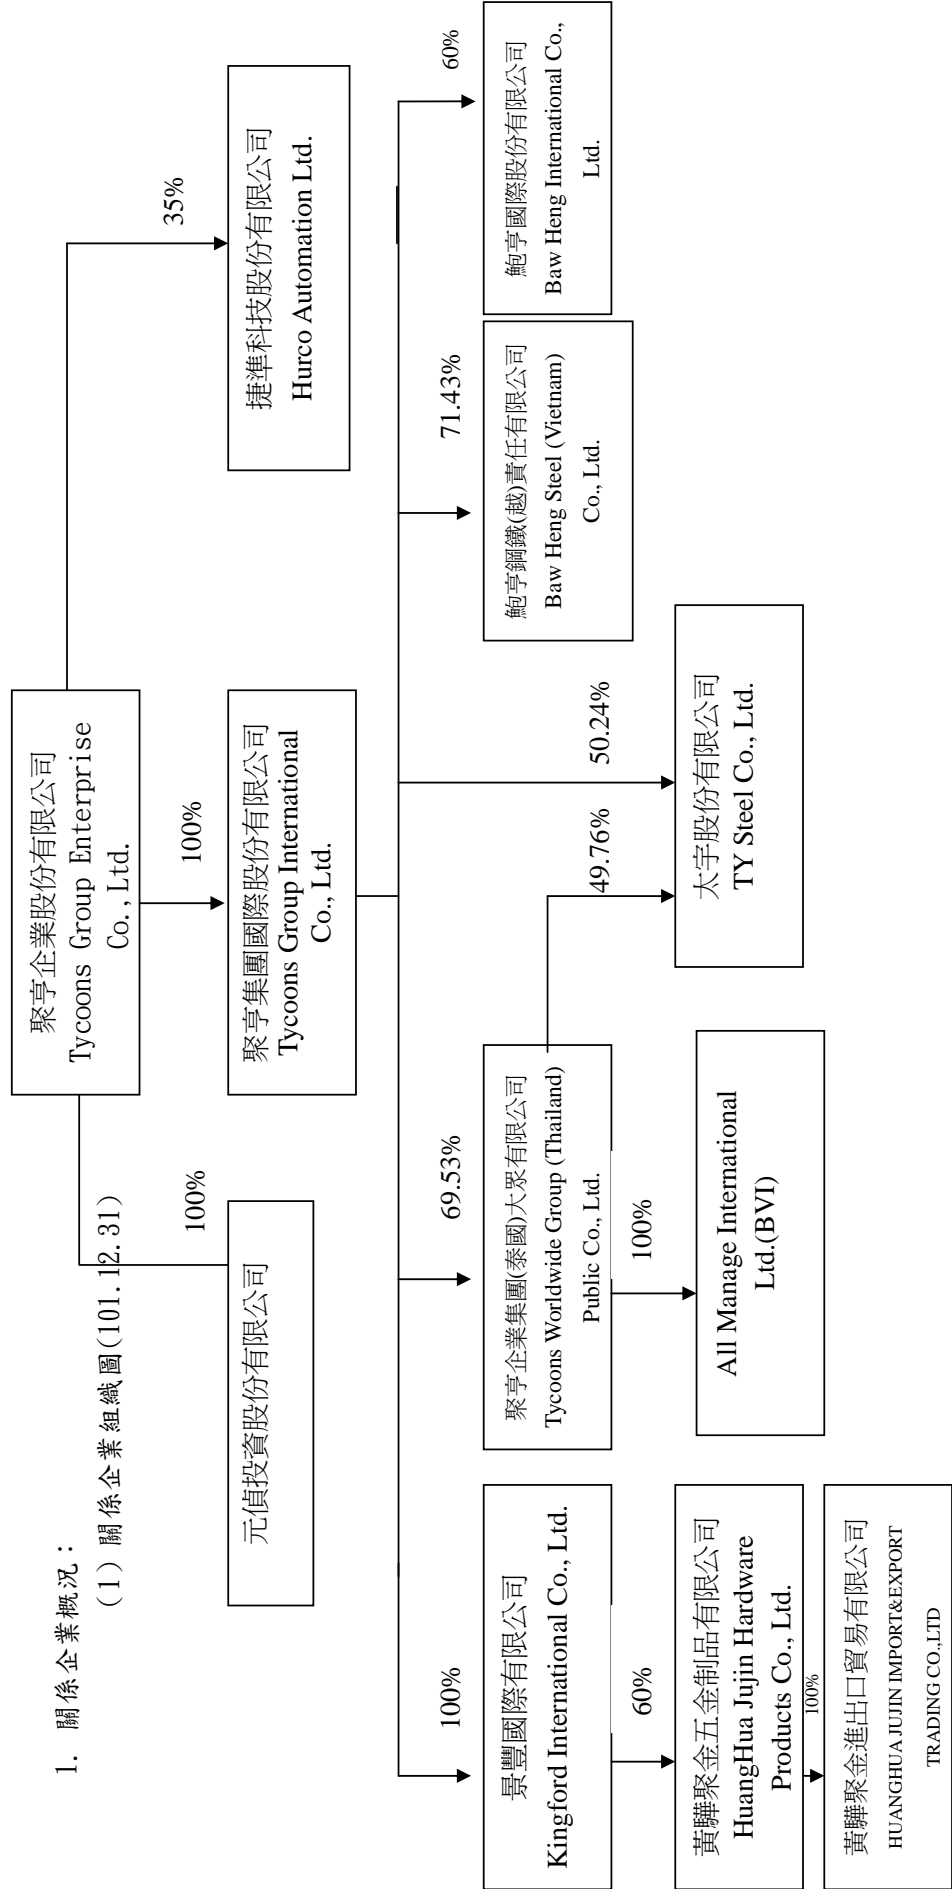 1. 關係企業概況：
(1) 關係企業組織圖(101.12.31)
聚亨企業股份有限公司
Tycoons Group Enterprise
Co.,Ltd.
100%
100%
35%
元偵投資股份有限公司
聚亨集團國際股份有限公司
Tycoons Group International
Co., Ltd.
捷準科技股份有限公司
Hurco Automation Ltd.
100%
69.53%
49.76%
50.24%
71.43%
60%
景豐國際有限公司
Kingford International Co., Ltd.
聚亨企業集團(泰國)大眾有限公司
Tycoons Worldwide Group (Thailand)
Public Co., Ltd.
鮑亨鋼鐵(越)責任有限公司
Baw Heng Steel (Vietnam)
Co., Ltd.
鮑亨國際股份有限公司
Baw Heng International Co.,
Ltd.
60%
100%
黃驊聚金五金制品有限公司
HuangHua Jujin Hardware
Products Co., Ltd.
All Manage International
Ltd.(BVI)
太宇股份有限公司
TY Steel Co., Ltd.
100%
黃驊聚金進出口貿易有限公司
HUANGHUA JUJIN IMPORT&EXPORT
TRADING CO.,LTD